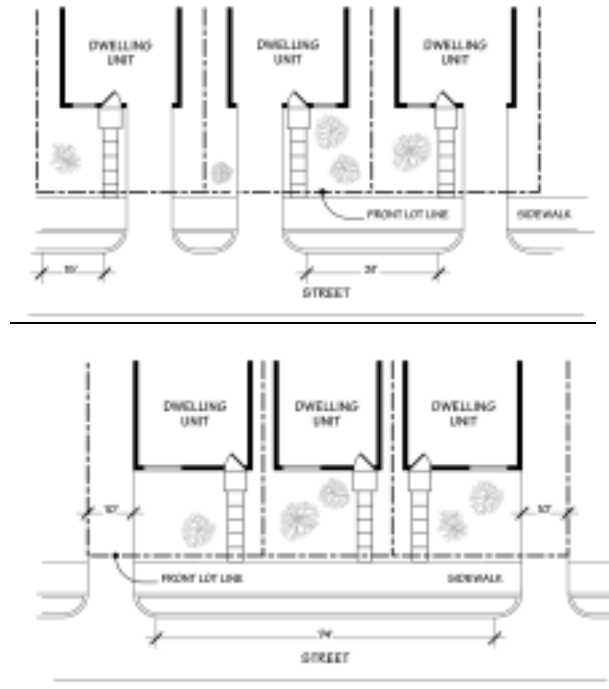 DWELLING
UNIT
DWELLING
UNIT
DWELLING
UNIT
FRONT LOT LINE
SIDEWALK
STREET
DWELLING
UNIT
DWELLING
UNIT
DWELLING
UNIT
10'
10'
FRONT LOT LINE
SIDEWALK
74'
STREET